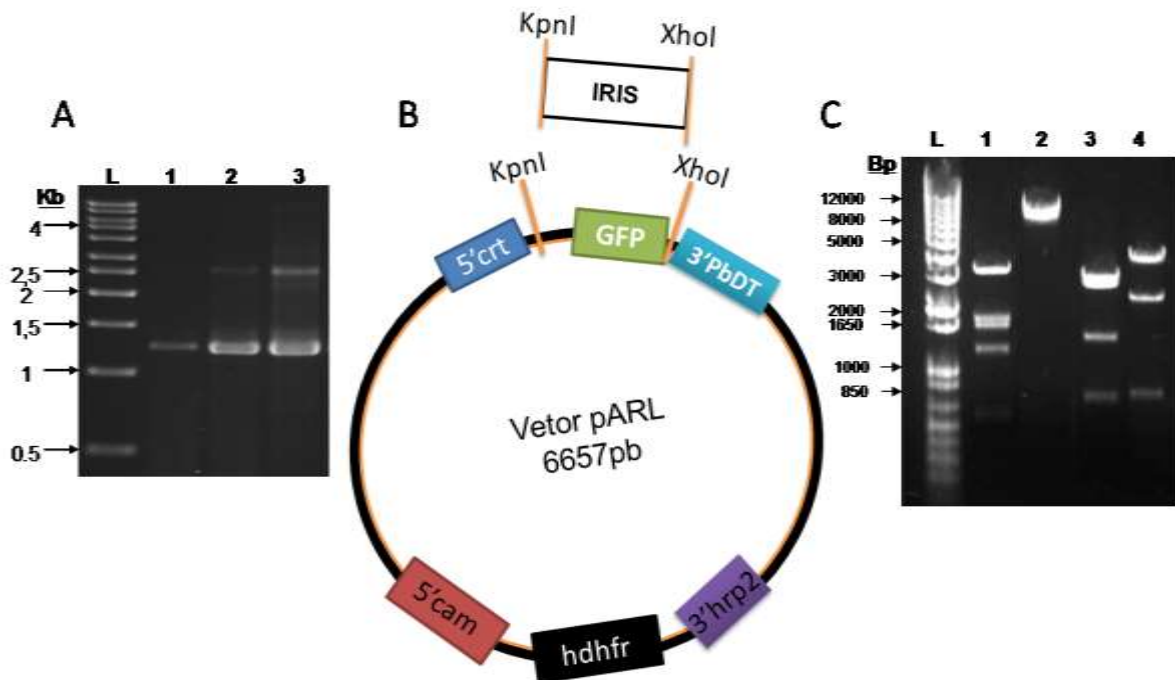 A
L 1 2 3
Kb
4
2,5
2
1,5
1
0.5
B
KpnI XhoI
IRIS
KpnI XhoI
5'crt
GFP
3'PbDT
Vetor pARL
6657pb
5'cam
hdhfr
3'hrp2
C
L 1 2 3 4
Bp
12000
8000
5000
3000
2000
1650
1000
850